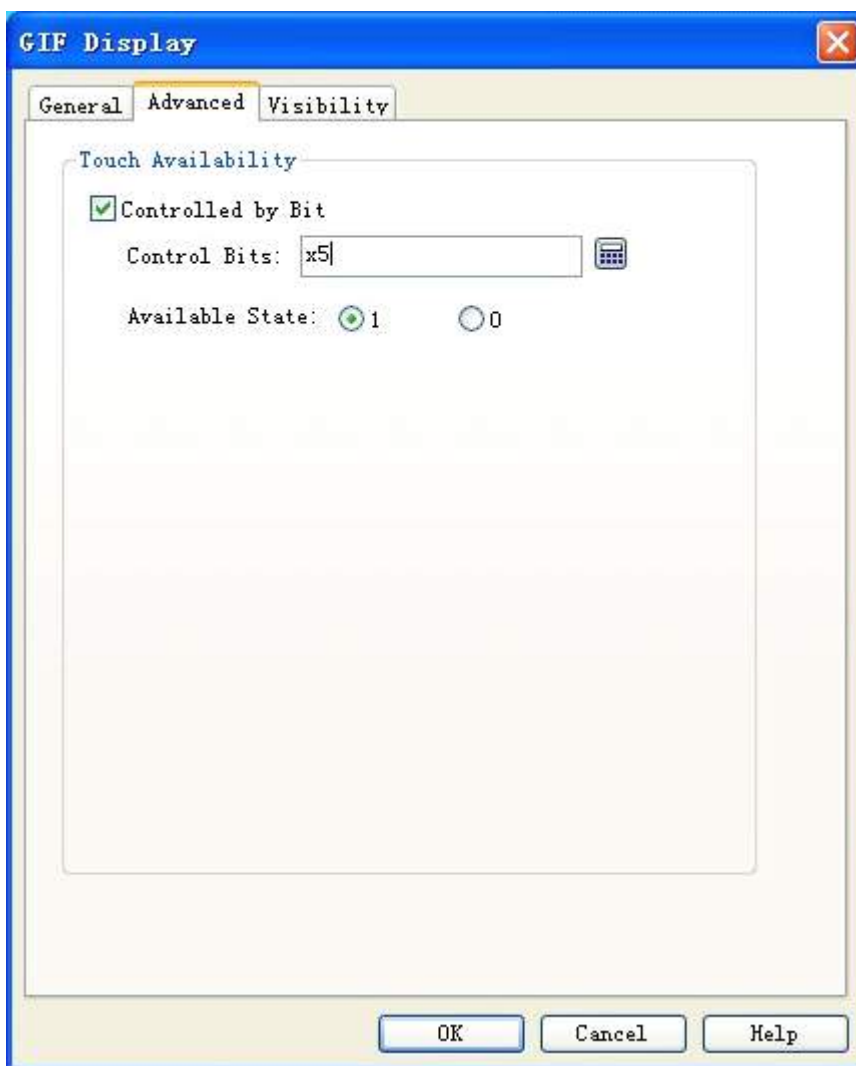 GIF Display
General Advanced Visibility
Touch Availability
Controlled by Bit
Control Bits: x5
Available State: 1 0
OK Cancel Help